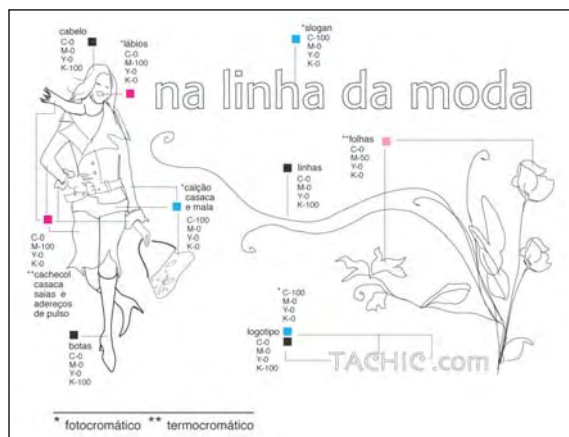 cabelo
C-0
M-0
Y-0
K-100
*lábios
C-0
M-100
Y-0
K-0
*slogan
C-100
M-0
Y-0
K-0
na linha da moda
**folhas
C-0
M-50
Y-0
K-0
linhas
C-0
M-0
Y-0
K-100
*calção
casaca
e mala
C-100
M-0
Y-0
K-0
C-0
M-100
Y-0
K-0
**cachecol
casaca
saias e
adereços
de pulso
*C-100
M-0
Y-0
K-0
logotipo
C-0
M-0
Y-0
K-100
TACHIC.com
botas
C-0
M-0
Y-0
K-100
* fotocromático ** termocromático